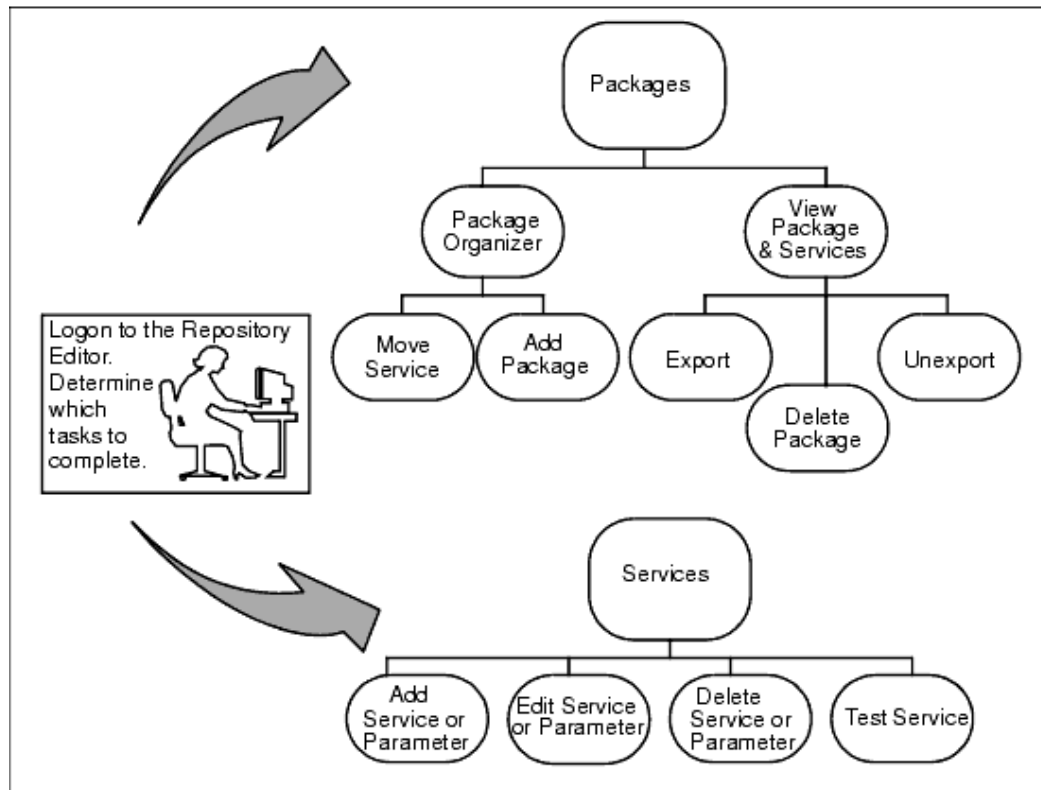 Packages
Package
Organizer
View
Package
& Services
Move
Service
Add
Package
Export
Unexport
Delete
Package
Logon to the Repository
Editor.
Determine
which
tasks to
complete.
Services
Add
Service or
Parameter
Edit Service
or Parameter
Delete
Service or
Parameter
Test Service